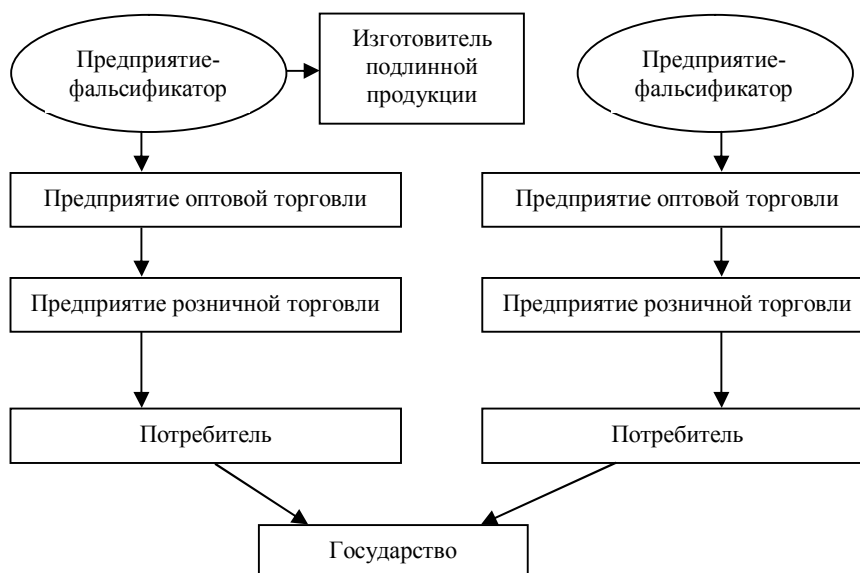 Предприятие-
фальсификатор
Изготовитель
подлинной
продукции
Предприятие-
фальсификатор
Предприятие оптовой торговли
Предприятие оптовой торговли
Предприятие розничной торговли
Предприятие розничной торговли
Потребитель
Потребитель
Государство